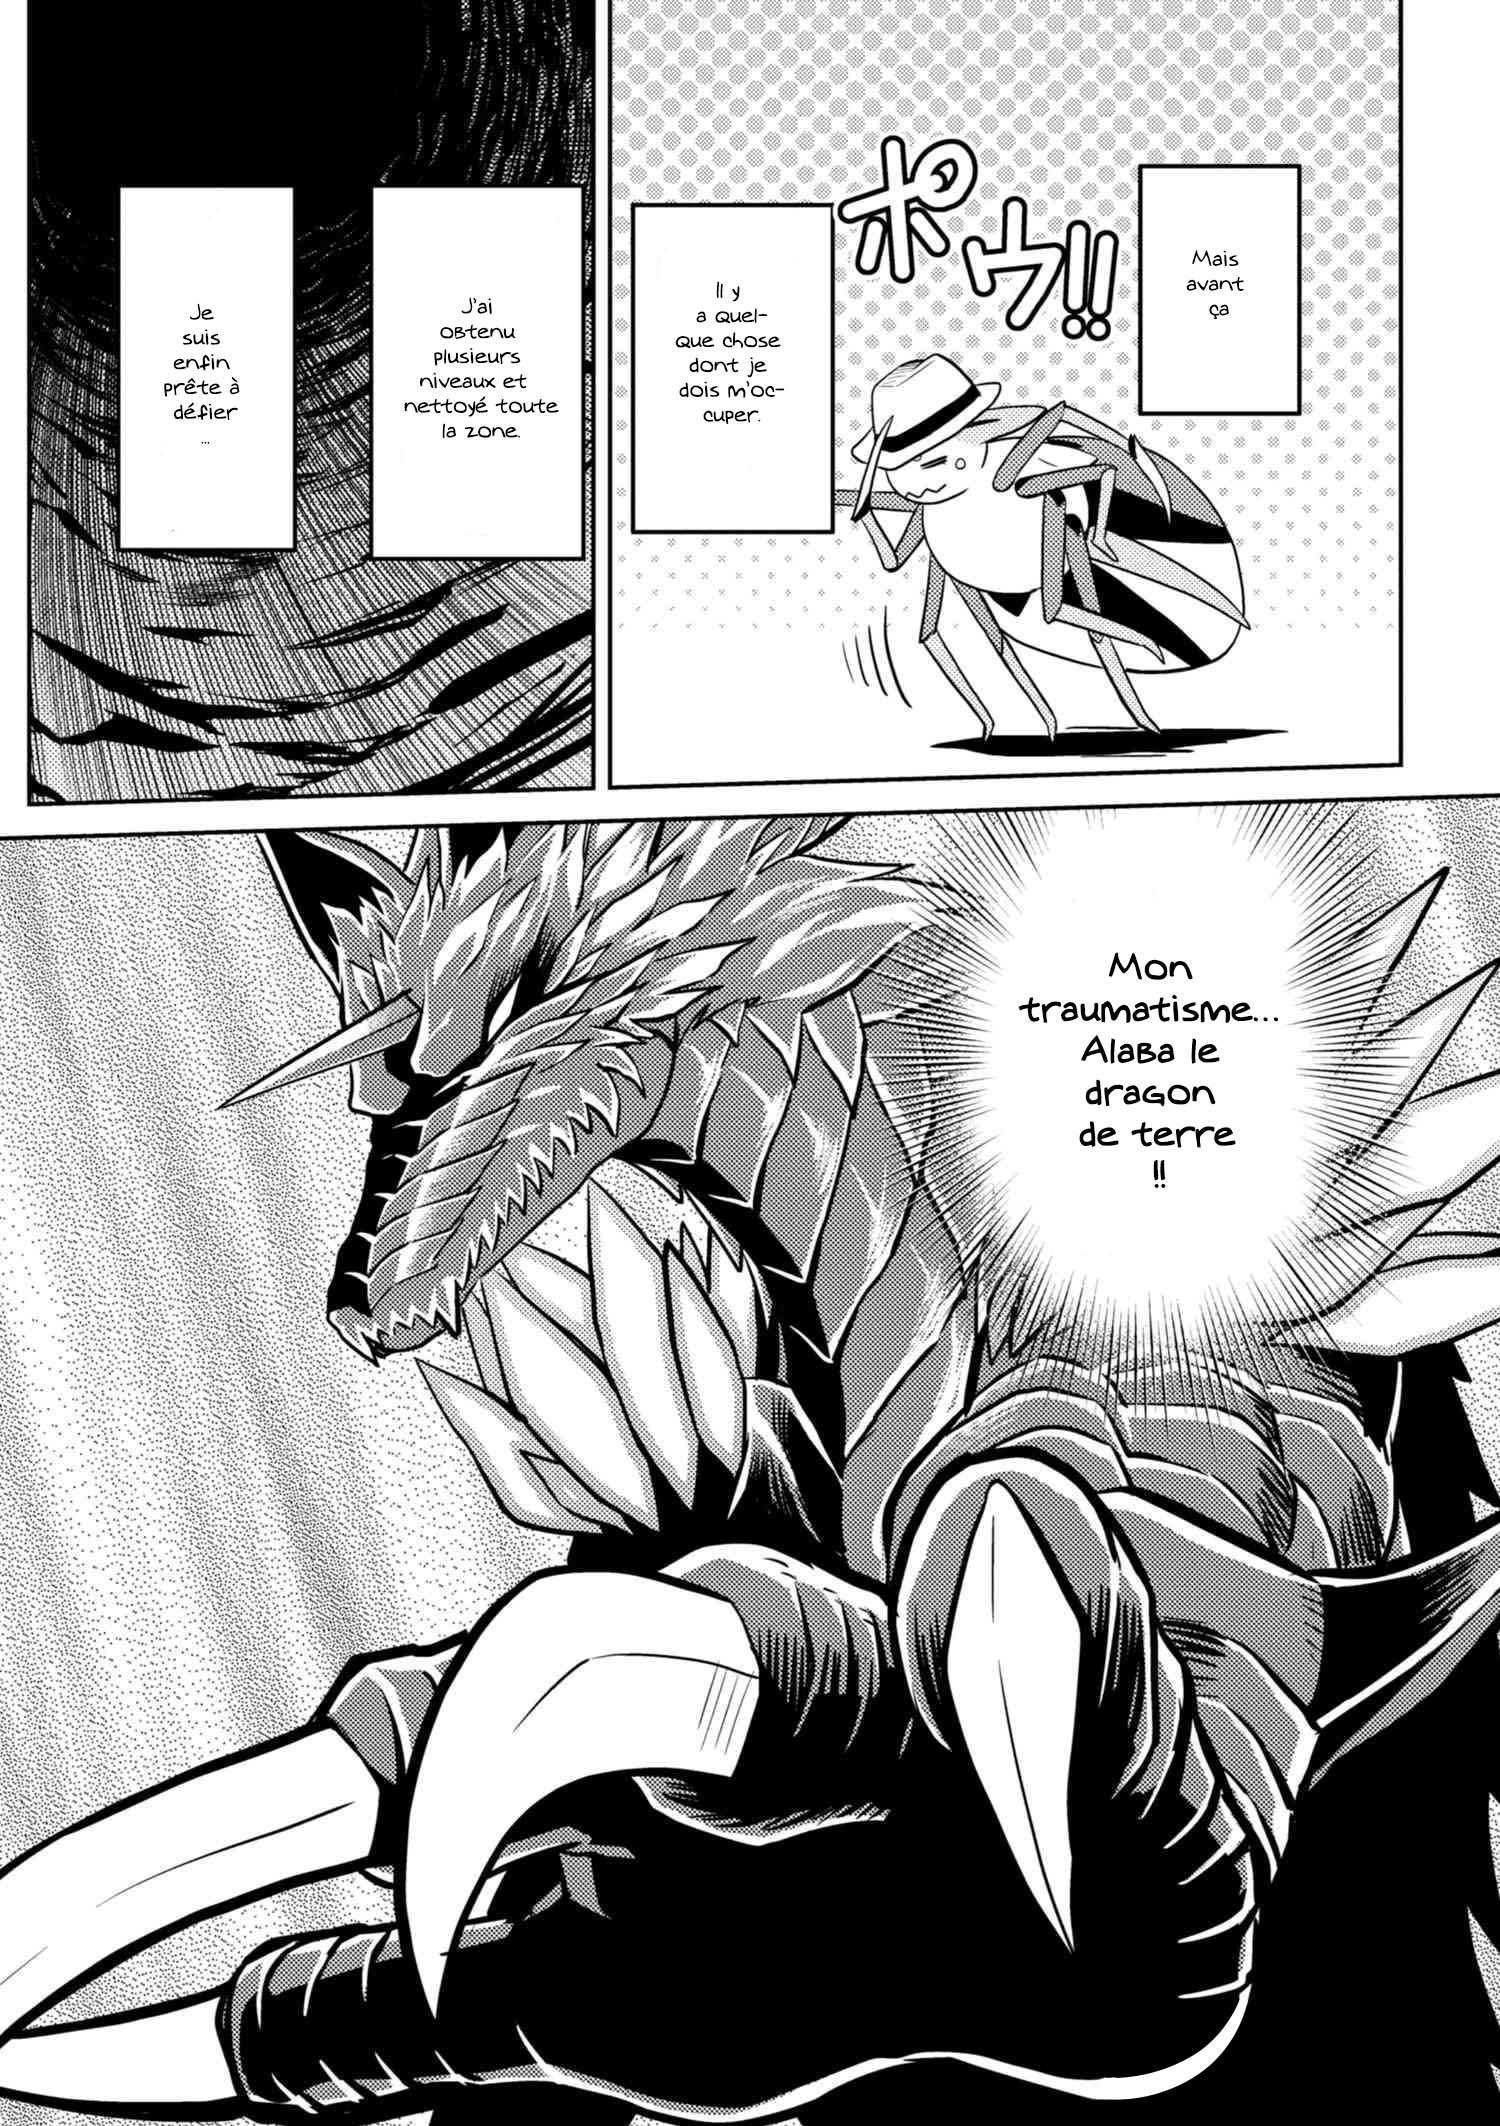 Mais
avant
ça
ポウ!!
Il y
a quel-
que chose
dont je
dois m'oc-
cuper.
J'ai
obtenu
plusieurs
niveaux et
nettoyé toute
la zone.
Je
suis
enfin
prête à
défier
...
Mon
traumatisme...
Alaba le
dragon
de terre
!!